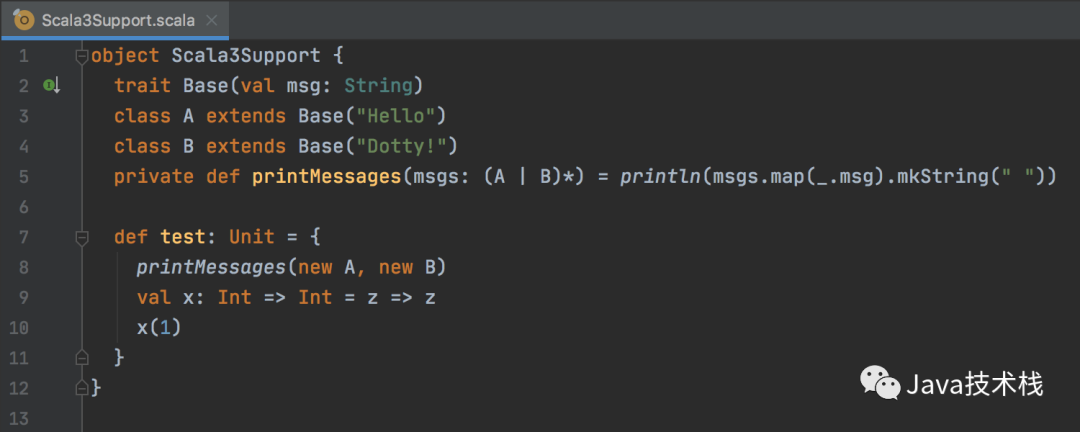 Scala3Support.scala
1 object Scala3Support {
2   trait Base(val msg: String)
3   class A extends Base("Hello")
4   class B extends Base("Dotty!")
5   private def printMessages(msgs: (A | B)*) = println(msgs.map(_.msg).mkString(" "))
6
7   def test: Unit = {
8     printMessages(new A, new B)
9     val x: Int => Int = z => z
10     x(1)
11   }
12 }
13
Java技术栈